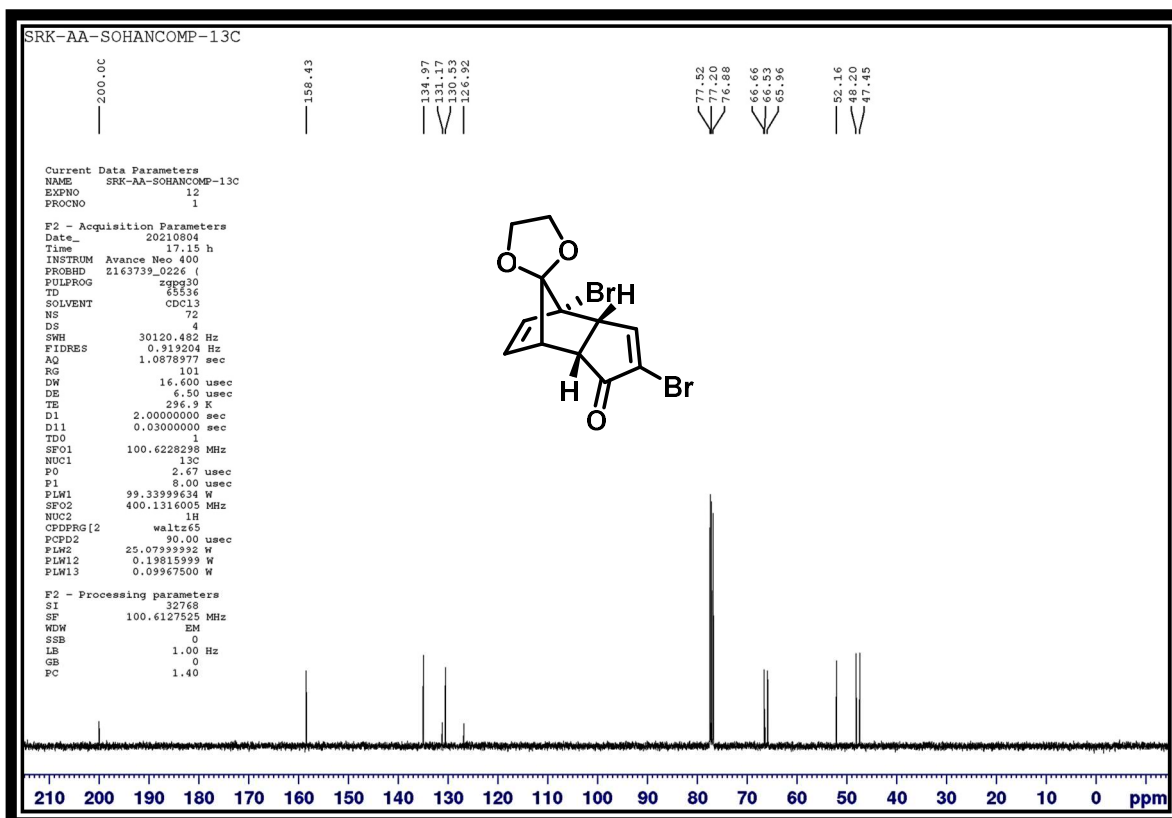 SRK-AA-SOHANCOMP-13C
200.00
158.43
134.97
131.17
130.53
126.92
77.52
77.20
76.88
66.66
66.53
65.96
52.16
48.20
47.45
Current Data Parameters
NAME SRK-AA-SOHANCOMP-13C
EXPNO 12
PROCNO 1
F2 - Acquisition Parameters
Date_ 20210804
Time 17.15 h
INSTRUM Avance Neo 400
PROBHD Z163739_0226 (
PULPROG zgpg30
TD 65536
SOLVENT CDCl3
NS 72
DS 4
SWH 30120.482 Hz
FIDRES 0.919204 Hz
AQ 1.0878977 sec
RG 101
DW 16.600 usec
DE 6.50 usec
TE 296.9 K
D1 2.00000000 sec
D11 0.03000000 sec
TD0 1
SFO1 100.6228298 MHz
NUC1 13C
P0 2.67 usec
P1 8.00 usec
PLW1 99.33999634 W
SFO2 400.1316005 MHz
NUC2 1H
CPDPRG[2 waltz65
PCPD2 90.00 usec
PLW2 25.07999992 W
PLW12 0.19815999 W
PLW13 0.09967500 W
F2 - Processing parameters
SI 32768
SF 100.6127525 MHz
WDW EM
SSB 0
LB 1.00 Hz
GB 0
PC 1.40
O O
Br H
H Br
O
210 200 190 180 170 160 150 140 130 120 110 100 90 80 70 60 50 40 30 20 10 0 ppm